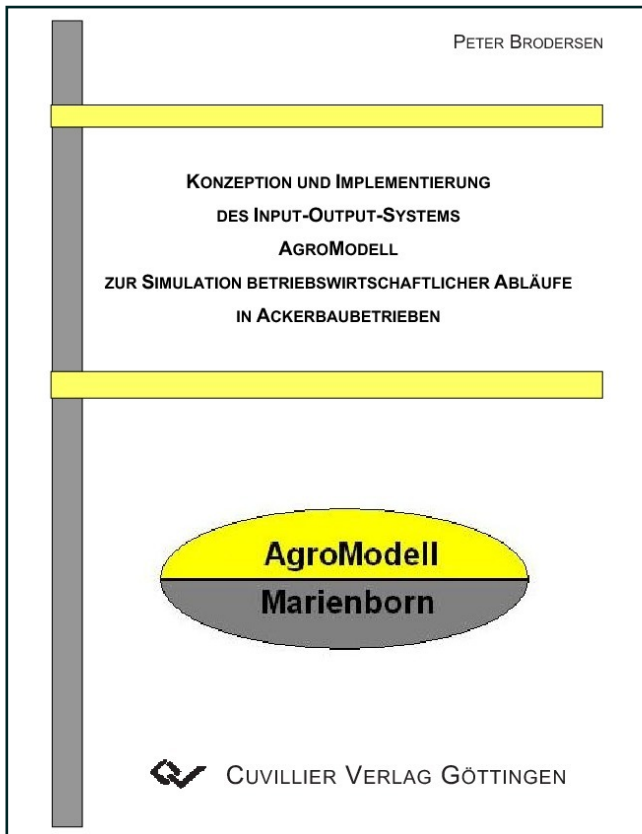 PETER BRODERSEN
KONZEPTION UND IMPLEMENTIERUNG
DES INPUT-OUTPUT-SYSTEMS
AGROMODELL
ZUR SIMULATION BETRIEBSWIRTSCHAFTLICHER ABLÄUFE
IN ACKERBAUBETRIEBEN
AgroModell
Marienborn
CUVILLIER VERLAG GÖTTINGEN